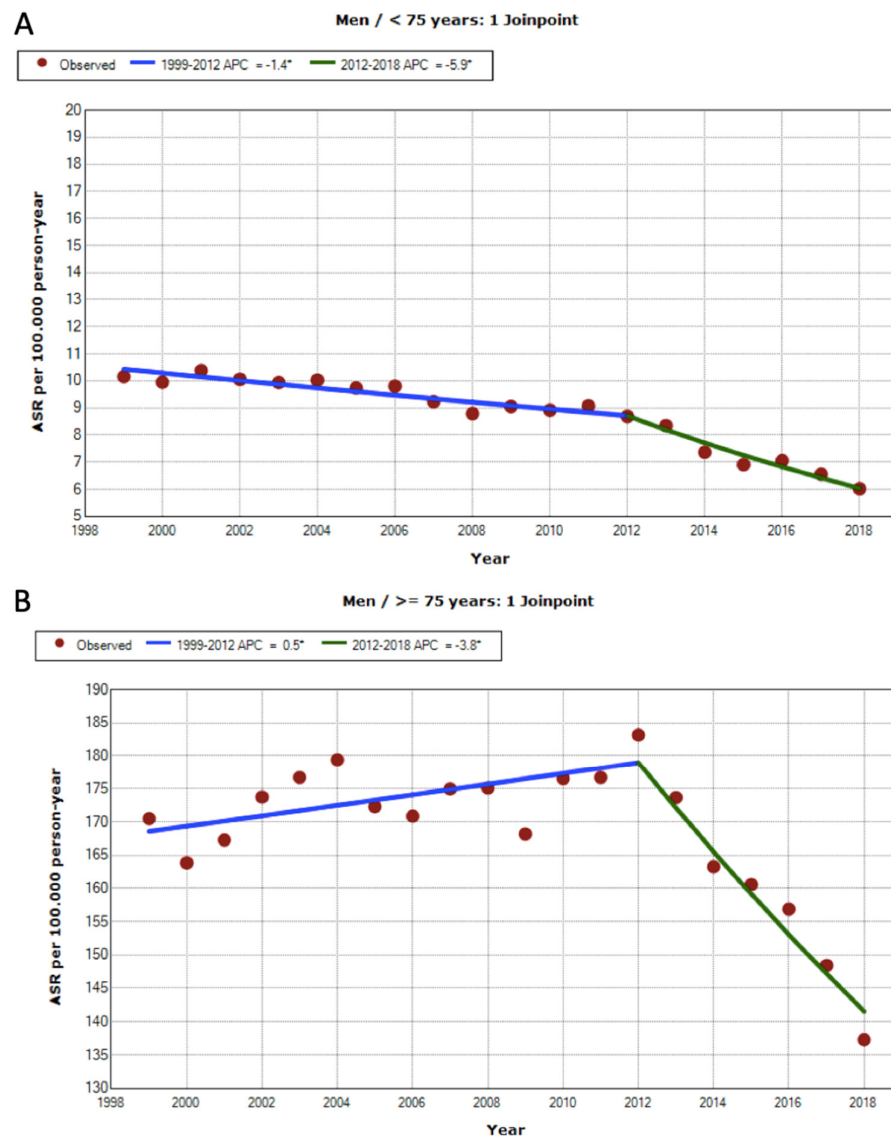 A
Men / < 75 years: 1 Joinpoint
Observed 1999-2012 APC = -1.4* 2012-2018 APC = -5.9*
ASR per 100.000 person-year
20
19
18
17
16
15
14
13
12
11
10
9
8
7
6
5
1998 2000 2002 2004 2006 2008 2010 2012 2014 2016 2018
Year
B
Men / >= 75 years: 1 Joinpoint
Observed 1999-2012 APC = 0.5* 2012-2018 APC = -3.8*
ASR per 100.000 person-year
190
185
180
175
170
165
160
155
150
145
140
135
130
1998 2000 2002 2004 2006 2008 2010 2012 2014 2016 2018
Year